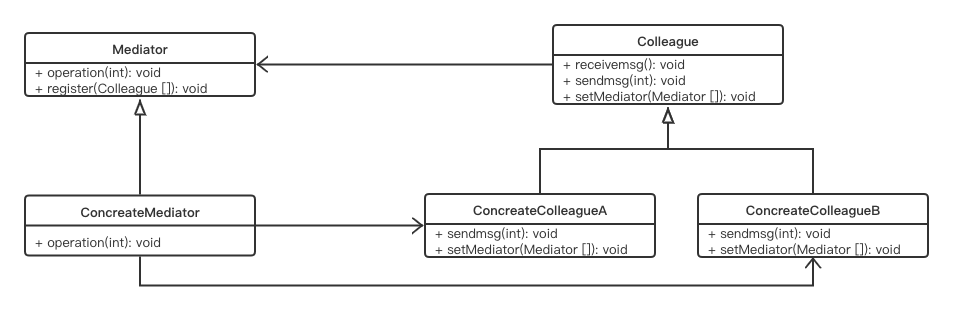 Mediator
+ operation(int): void
+ register(Colleague []): void
Colleague
+ receivemsg(): void
+ sendmsg(int): void
+ setMediator(Mediator []): void
ConcreateMediator
+ operation(int): void
ConcreateColleagueA
+ sendmsg(int): void
+ setMediator(Mediator []): void
ConcreateColleagueB
+ sendmsg(int): void
+ setMediator(Mediator []): void